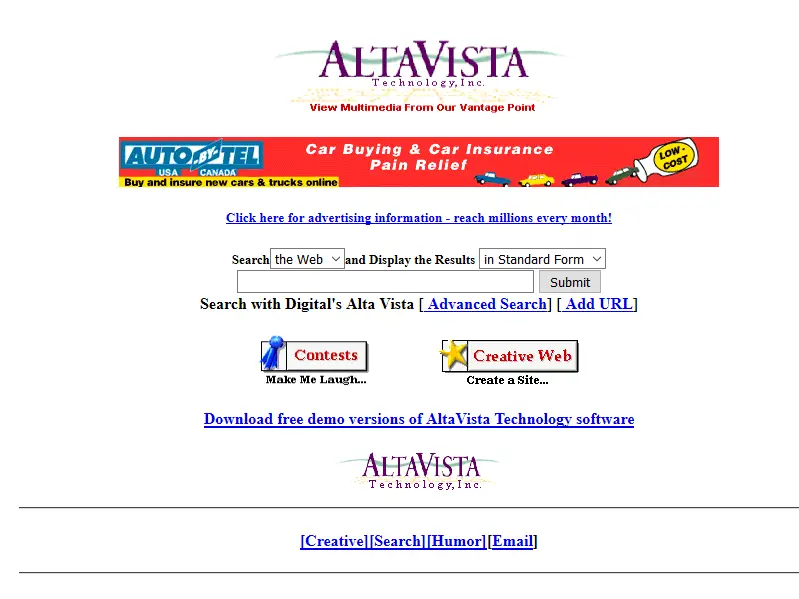 ALTAVISTA
Technology, Inc.
View Multimedia From Our Vantage Point
AUTO-BY-TEL
USA CANADA
Buy and insure new cars & trucks online
Car Buying & Car Insurance
Pain Relief
LOW-COST
Click here for advertising information - reach millions every month!
Search the Web and Display the Results in Standard Form
Submit
Search with Digital's Alta Vista [ Advanced Search] [ Add URL]
Contests
Make Me Laugh...
Creative Web
Create a Site...
Download free demo versions of AltaVista Technology software
ALTAVISTA
Technology, Inc.
[Creative][Search][Humor][Email]